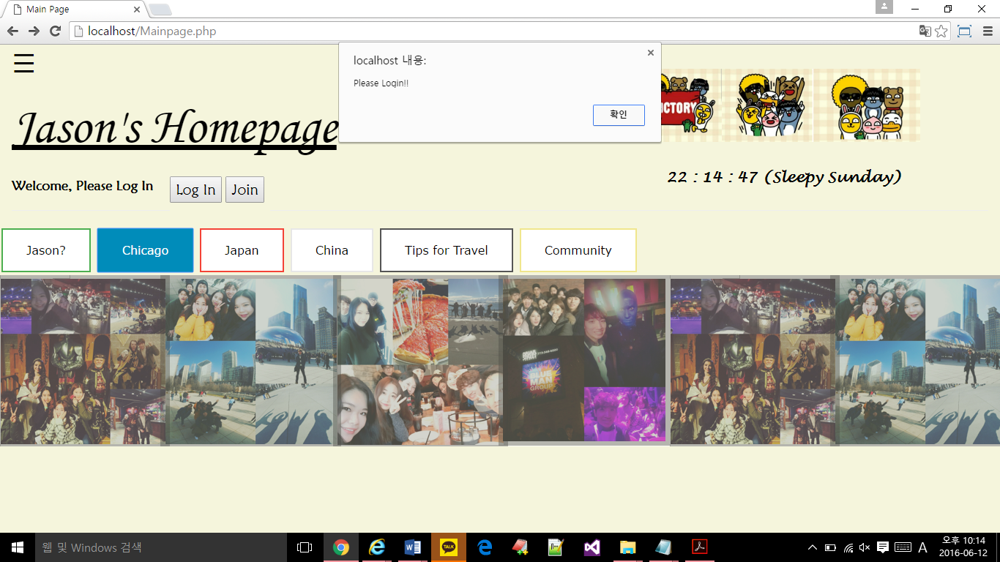 Main Page
localhost/Mainpage.php
localhost 내용:
Please Login!!
확인
Jason's Homepage
Welcome, Please Log In
Log In
Join
22 : 14 : 47 (Sleepy Sunday)
Jason?
Chicago
Japan
China
Tips for Travel
Community
BLUE
MAN
GROUP
TALK
웹 및 Windows 검색
A
오후 10:14
2016-06-12